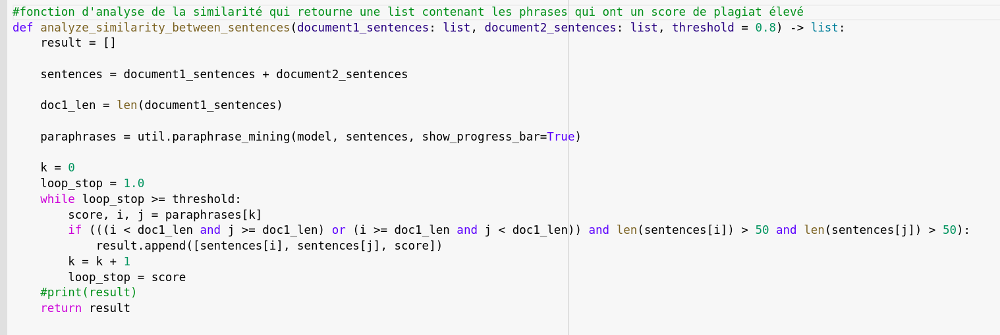 #fonction d'analyse de la similarité qui retourne une list contenant les phrases qui ont un score de plagiat élevé
def analyze_similarity_between_sentences(document1_sentences: list, document2_sentences: list, threshold = 0.8) -> list:
    result = []

    sentences = document1_sentences + document2_sentences

    doc1_len = len(document1_sentences)

    paraphrases = util.paraphrase_mining(model, sentences, show_progress_bar=True)

    k = 0
    loop_stop = 1.0
    while loop_stop >= threshold:
        score, i, j = paraphrases[k]
        if (((i < doc1_len and j >= doc1_len) or (i >= doc1_len and j < doc1_len)) and len(sentences[i]) > 50 and len(sentences[j]) > 50):
            result.append([sentences[i], sentences[j], score])
        k = k + 1
        loop_stop = score
    #print(result)
    return result